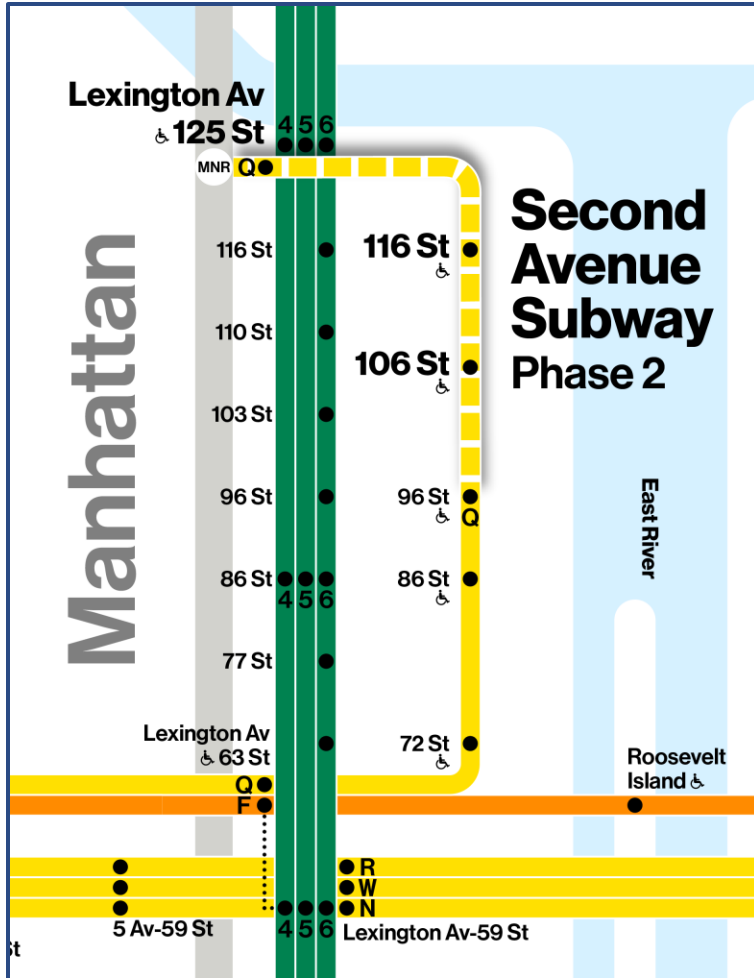 Lexington Av
125 St
4 5 6
MNR
Q
Manhattan
116 St
116 St
Second
Avenue
Subway
Phase 2
110 St
106 St
103 St
96 St
96 St
Q
East River
86 St
4 5 6
86 St
77 St
Lexington Av
63 St
72 St
Roosevelt
Island
Q
F
R
W
N
5 Av-59 St
4 5 6
Lexington Av-59 St
st